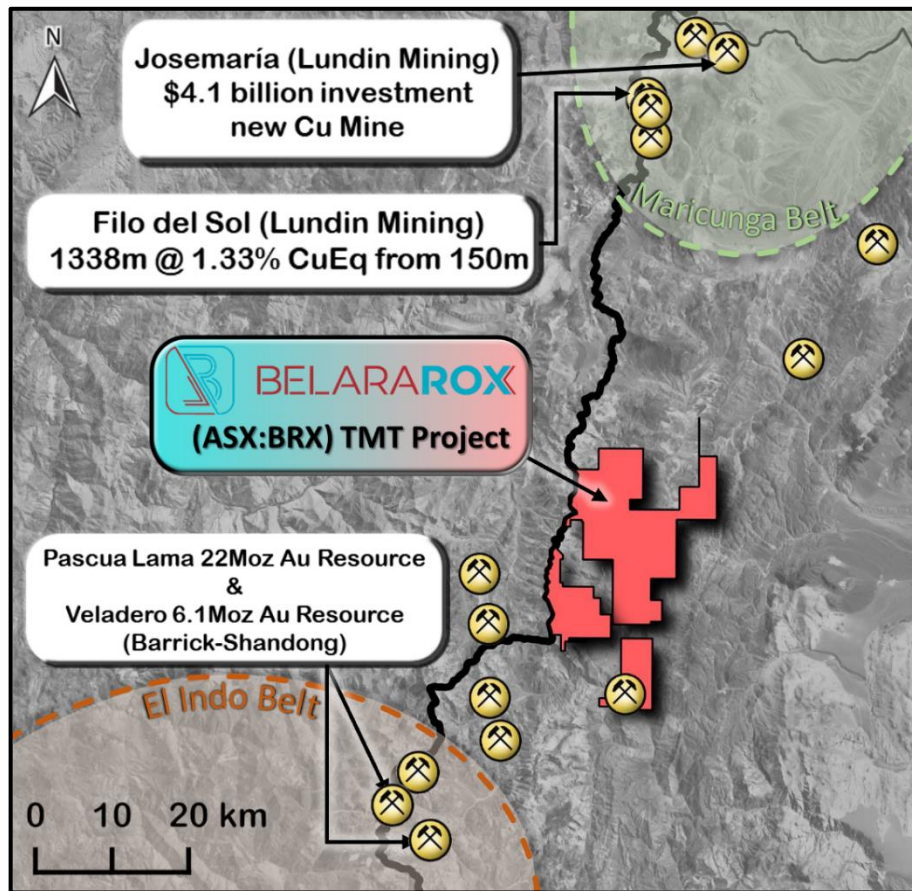 N
Josemaría (Lundin Mining)
$4.1 billion investment
new Cu Mine
Filo del Sol (Lundin Mining)
1338m @ 1.33% CuEq from 150m
Maricunga Belt
BELARAROX
(ASX:BRX) TMT Project
Pascua Lama 22Moz Au Resource
&
Veladero 6.1Moz Au Resource
(Barrick-Shandong)
El Indo Belt
0 10 20 km